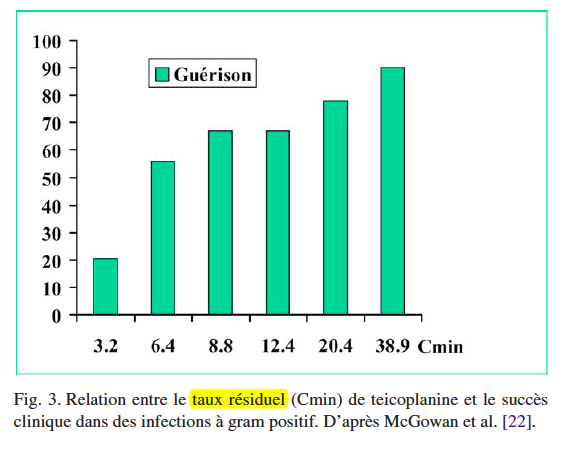 100
90
80
70
60
50
40
30
20
10
0
Guérison
3.2 6.4 8.8 12.4 20.4 38.9 Cmin
Fig. 3. Relation entre le taux résiduel (Cmin) de teicoplanine et le succès
clinique dans des infections à gram positif. D'après McGowan et al. [22].